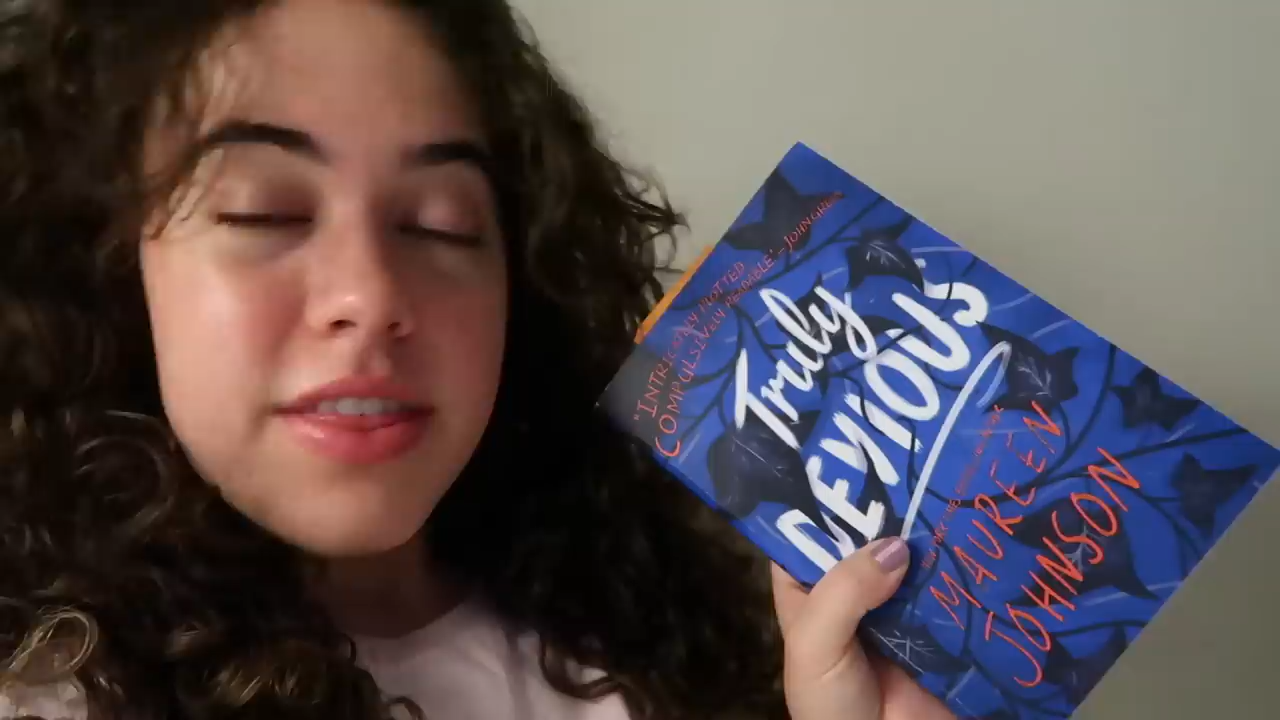 "INTRICATELY PLOTTED
COMPULSIVELY READABLE."—JOHN GREEN
Truly
DEVIOUS
MAUREEN
JOHNSON